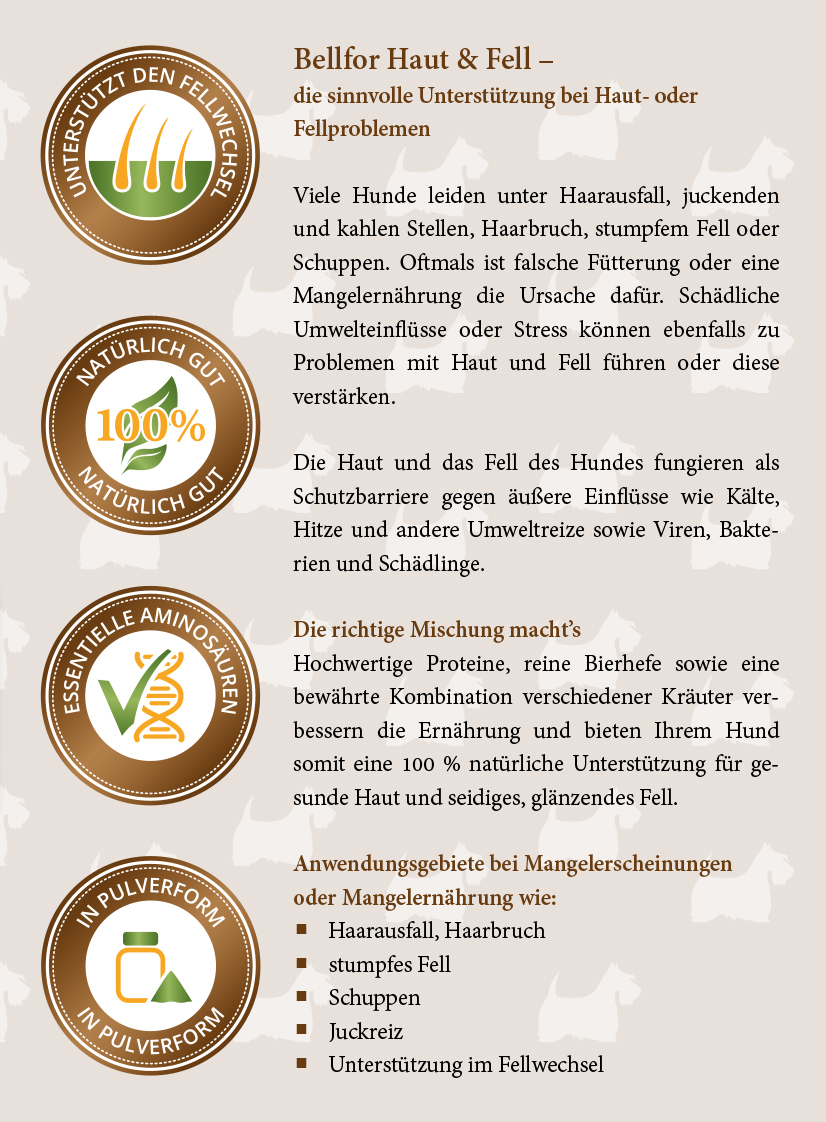 UNTERSTÜTZT DEN FELLWECHSEL
NATÜRLICH GUT
100%
NATÜRLICH GUT
ESSENTIELLE AMINOSÄUREN
IN PULVERFORM
IN PULVERFORM
Bellfor Haut & Fell –
die sinnvolle Unterstützung bei Haut- oder
Fellproblemen
Viele Hunde leiden unter Haarausfall, juckenden
und kahlen Stellen, Haarbruch, stumpfem Fell oder
Schuppen. Oftmals ist falsche Fütterung oder eine
Mangelernährung die Ursache dafür. Schädliche
Umwelteinflüsse oder Stress können ebenfalls zu
Problemen mit Haut und Fell führen oder diese
verstärken.
Die Haut und das Fell des Hundes fungieren als
Schutzbarriere gegen äußere Einflüsse wie Kälte,
Hitze und andere Umweltreize sowie Viren, Bakte-
rien und Schädlinge.
Die richtige Mischung macht’s
Hochwertige Proteine, reine Bierhefe sowie eine
bewährte Kombination verschiedener Kräuter ver-
bessern die Ernährung und bieten Ihrem Hund
somit eine 100 % natürliche Unterstützung für ge-
sunde Haut und seidiges, glänzendes Fell.
Anwendungsgebiete bei Mangelerscheinungen
oder Mangelernährung wie:
▪ Haarausfall, Haarbruch
▪ stumpfes Fell
▪ Schuppen
▪ Juckreiz
▪ Unterstützung im Fellwechsel